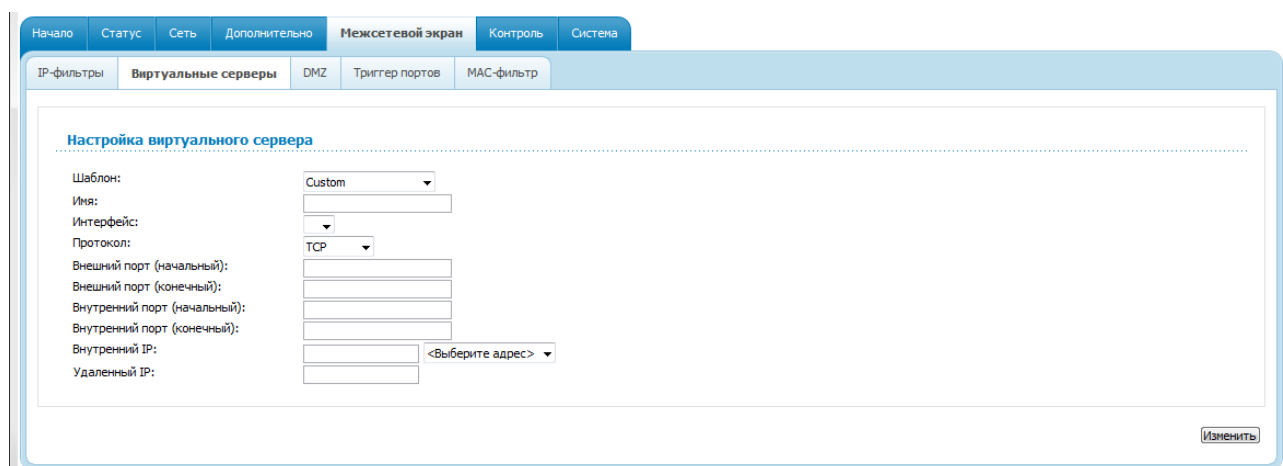 Начало Статус Сеть Дополнительно Межсетевой экран Контроль Система
IP-фильтры Виртуальные серверы DMZ Триггер портов MAC-фильтр
Настройка виртуального сервера
Шаблон: Custom
Имя:
Интерфейс:
Протокол: TCP
Внешний порт (начальный):
Внешний порт (конечный):
Внутренний порт (начальный):
Внутренний порт (конечный):
Внутренний IP: <Выберите адрес>
Удаленный IP:
Изменить